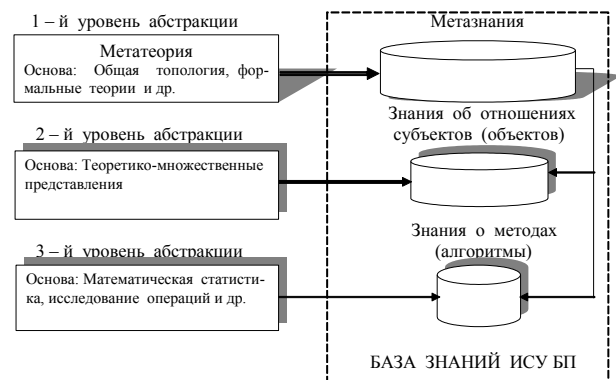 1 – й уровень абстракции
Метатеория
Основа: Общая топология, фор-
мальные теории и др.
Метазнания
Знания об отношениях
субъектов (объектов)
2 – й уровень абстракции
Основа: Теоретико-множественные
представления
Знания о методах
(алгоритмы)
3 – й уровень абстракции
Основа: Математическая статисти-
ка, исследование операций и др.
БАЗА ЗНАНИЙ ИСУ БП